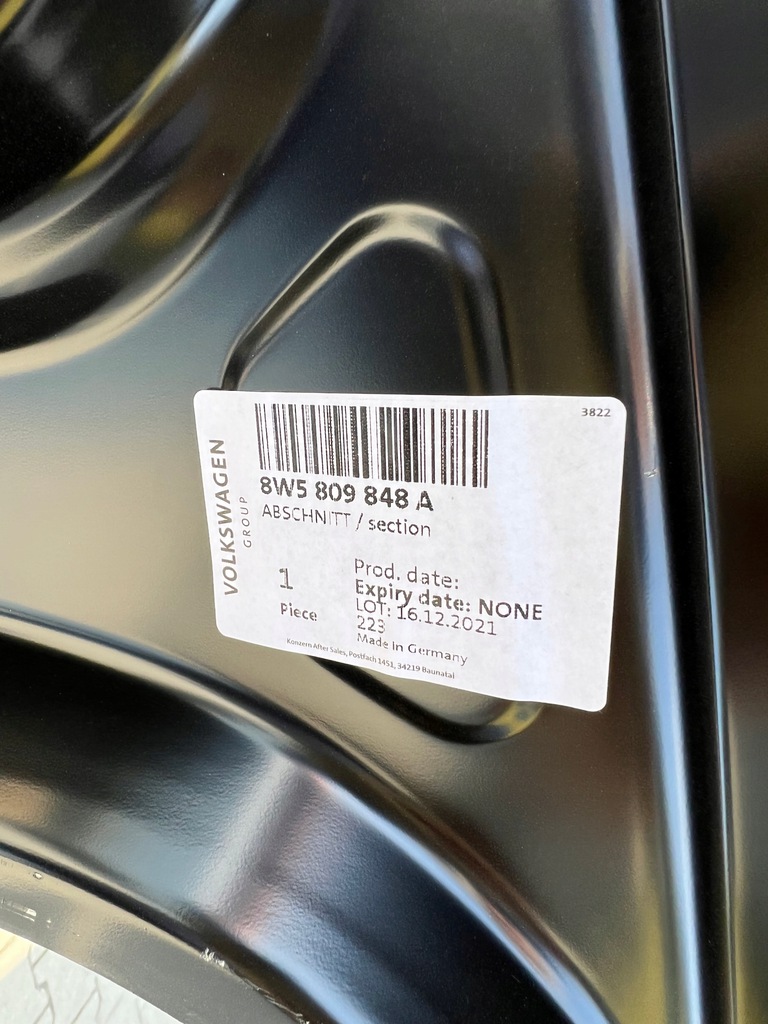 3822
VOLKSWAGEN
GROUP
8W5 809 848 A
ABSCHNITT / section
1
Piece
Prod. date:
Expiry date: NONE
LOT: 16.12.2021
223
Made in Germany
Konzern After Sales, Postfach 1451, 34219 Baunatal